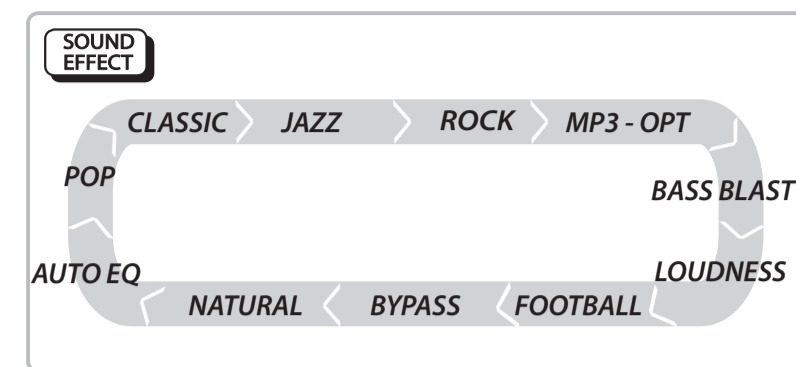 SOUND
EFFECT
CLASSIC JAZZ ROCK MP3 - OPT
POP
BASS BLAST
AUTO EQ
LOUDNESS
NATURAL BYPASS FOOTBALL